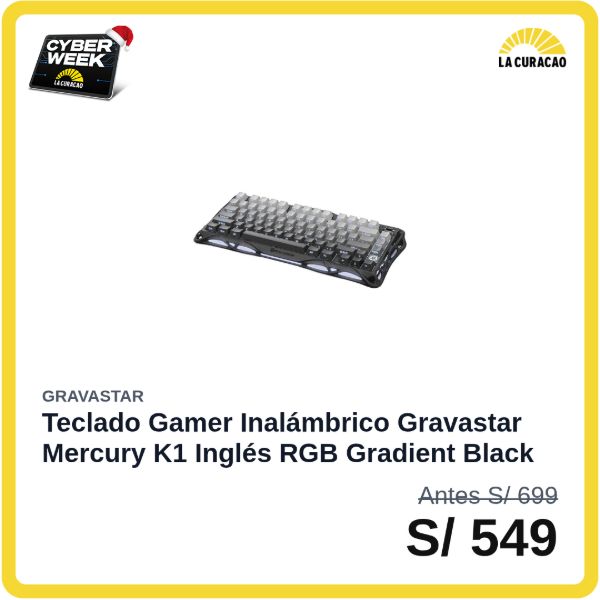 CYBER
WEEK
LA CURACAO
LA CURACAO
GRAVASTAR
Teclado Gamer Inalámbrico Gravastar
Mercury K1 Inglés RGB Gradient Black
Antes S/ 699
S/ 549